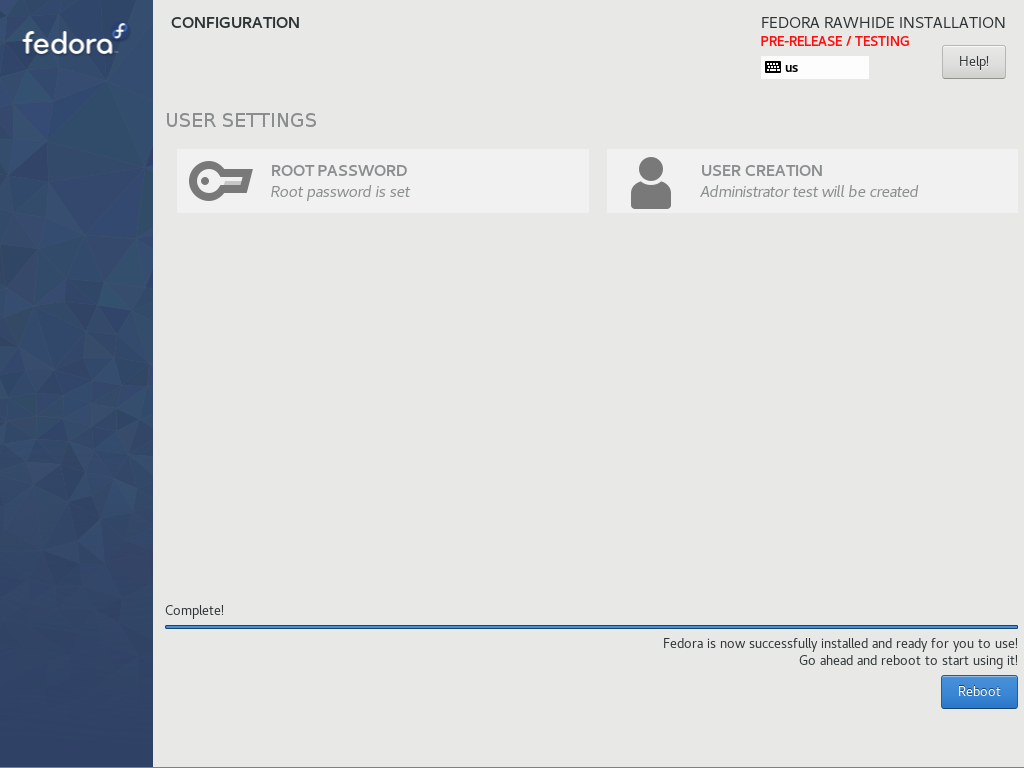 fedora
CONFIGURATION
FEDORA RAWHIDE INSTALLATION
PRE-RELEASE / TESTING
us
Help!
USER SETTINGS
ROOT PASSWORD
Root password is set
USER CREATION
Administrator test will be created
Complete!
Fedora is now successfully installed and ready for you to use!
Go ahead and reboot to start using it!
Reboot